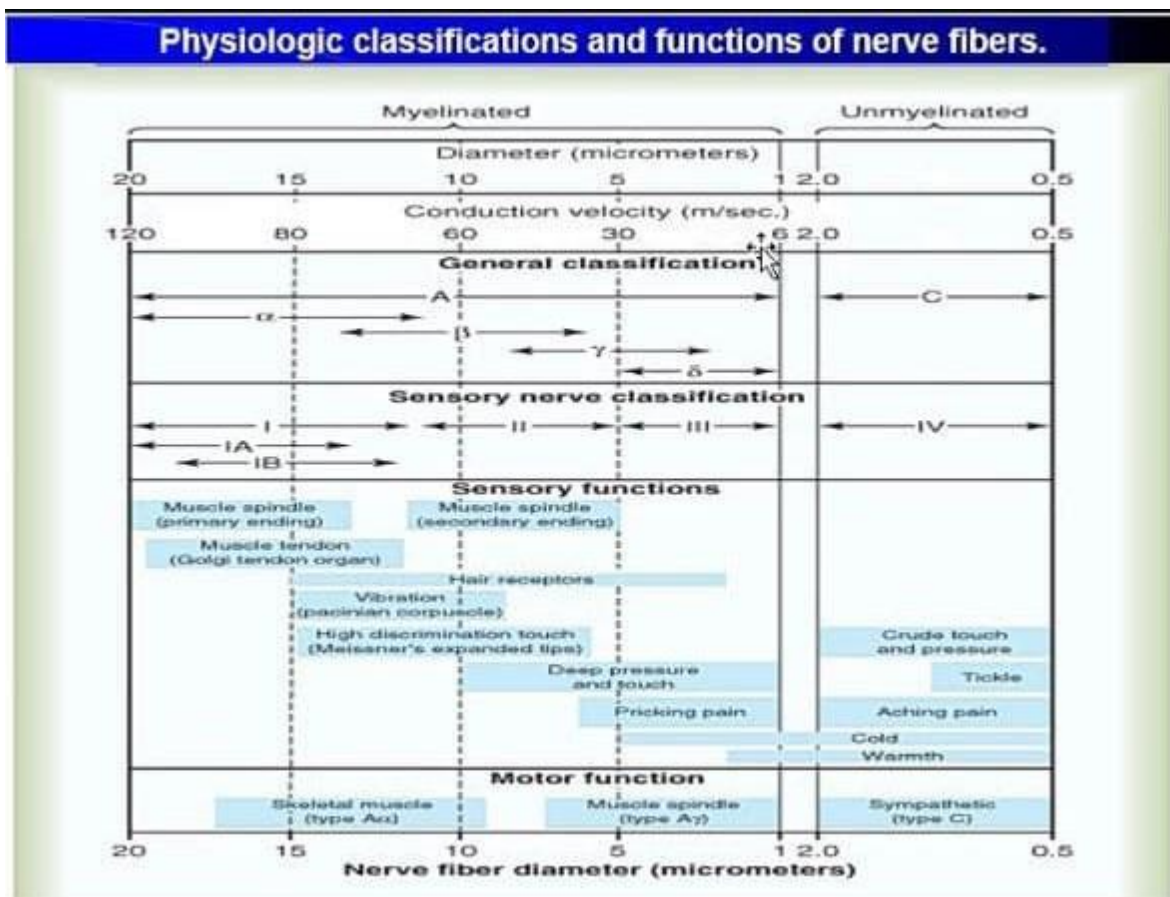 Physiologic classifications and functions of nerve fibers.
Myelinated Unmyelinated
Diameter (micrometers)
20 15 10 5 1 2.0 0.5
Conduction velocity (m/sec.)
120 80 60 30 6 2.0 0.5
General classification
A C
α
β
γ
δ
Sensory nerve classification
I II III IV
IA
IB
Sensory functions
Muscle spindle Muscle spindle
(primary ending) (secondary ending)
Muscle tendon
(Golgi tendon organ)
Hair receptors
Vibration
(pacinian corpuscle)
High discrimination touch Crude touch
(Meissner's expanded tips) and pressure
Deep pressure
and touch
Tickle
Pricking pain Aching pain
Cold
Warmth
Motor function
Skeletal muscle Muscle spindle Sympathetic
(type Aα) (type Aγ) (type C)
20 15 10 5 1 2.0 0.5
Nerve fiber diameter (micrometers)